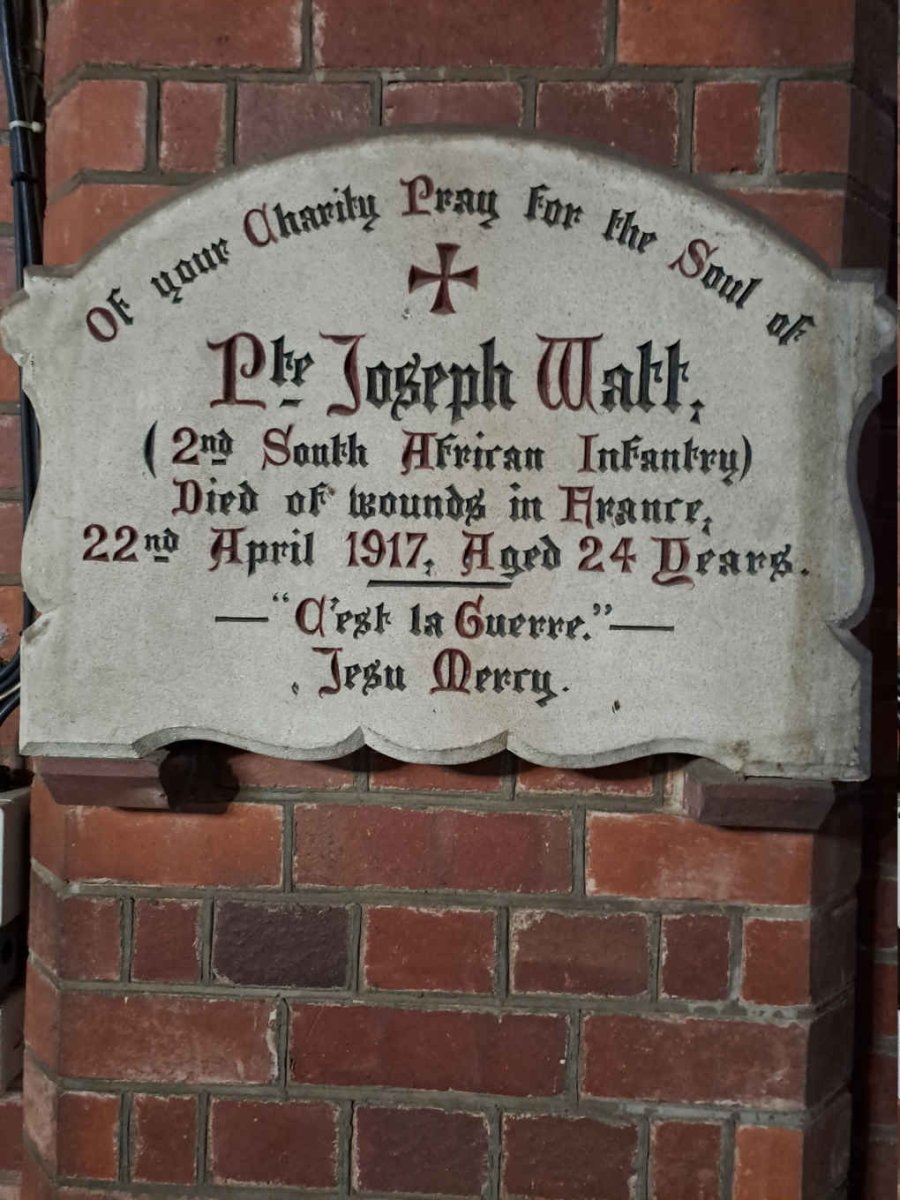 Of your Charity Pray for the Soul of
Pte Joseph Watt,
(2nd South African Infantry)
Died of wounds in France,
22nd April 1917, Aged 24 Years.
—"C'est la Guerre."—
Jesu Mercy.